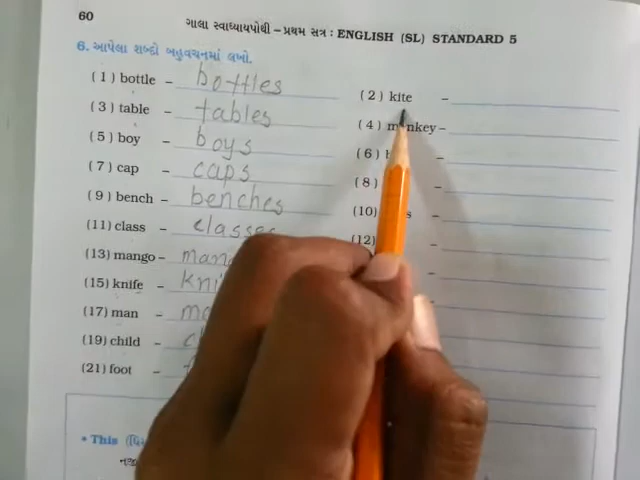 60
ગાલા સ્વાધ્યાયપોથી – પ્રથમ સત્ર : ENGLISH (SL) STANDARD 5
6. આપેલા શબ્દો બહુવચનમાં લખો.
(1) bottle – bottles
(2) kite –
(3) table – tables
(4) monkey –
(5) boy – boys
(6)
(7) cap – caps
(8)
(9) bench – benches
(10)
(11) class – classes
(12)
(13) mango –
(15) knife –
(17) man –
(19) child –
(21) foot –
• This